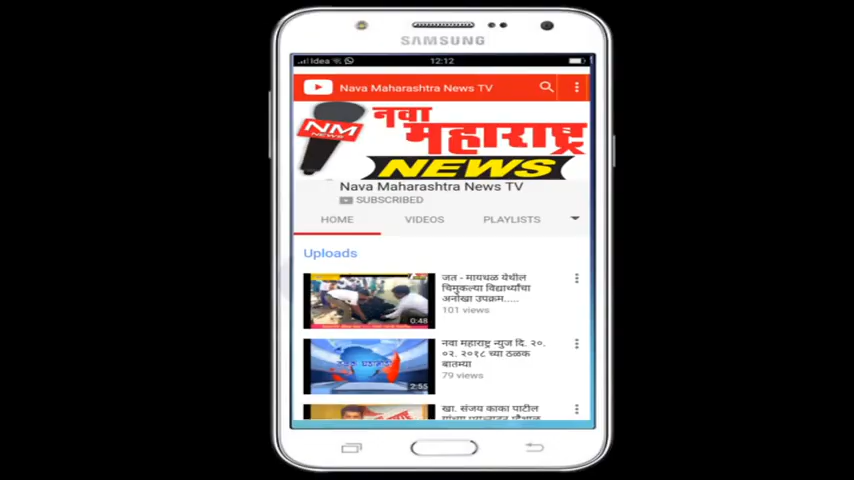 SAMSUNG
Idea 12:12
Nava Maharashtra News TV
NM
NEWS
नवा
महाराष्ट्र
NEWS
Nava Maharashtra News TV
SUBSCRIBED
HOME VIDEOS PLAYLISTS
Uploads
जत - मायथळ येथील
चिमुकल्या विद्यार्थ्यांचा
अनोखा उपक्रम.....
101 views
0:48
नवा महाराष्ट्र न्युज दि. २०.
०२. २०१८ च्या ठळक
बातम्या
79 views
2:55
खा. संजय काका पाटील